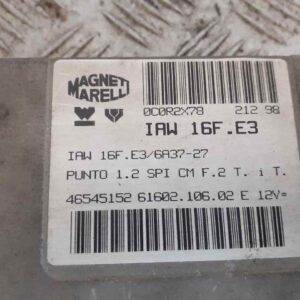 MAGNETI
MARELLI
0C0R2X78 212 98
IAW 16F.E3
IAW 16F.E3/6A37-27
PUNTO 1.2 SPI CM F.2 T. i T.
46545152 61602.106.02 E 12V=